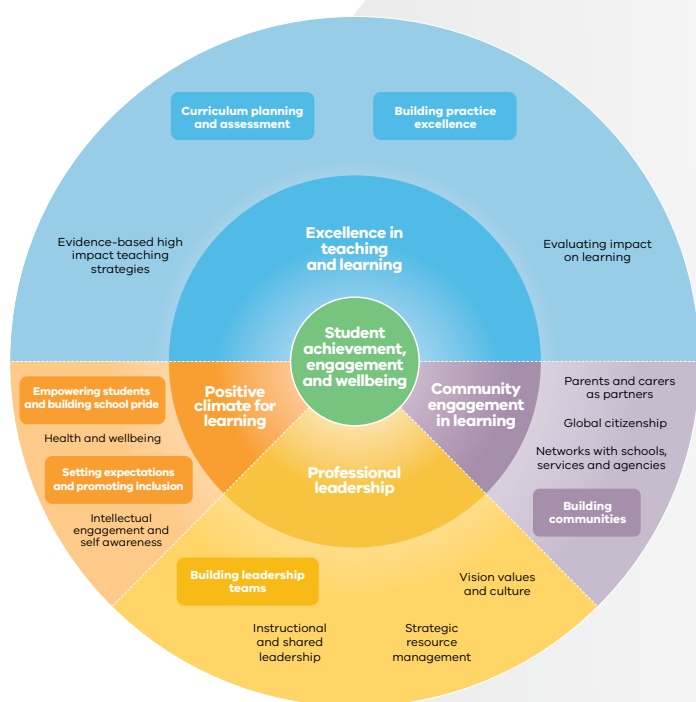 Curriculum planning
and assessment
Building practice
excellence
Evidence-based high
impact teaching
strategies
Excellence in
teaching
and learning
Evaluating impact
on learning
Student
achievement,
engagement
and wellbeing
Empowering students
and building school pride
Health and wellbeing
Setting expectations
and promoting inclusion
Intellectual
engagement and
self awareness
Positive
climate for
learning
Community
engagement
in learning
Parents and carers
as partners
Global citizenship
Networks with schools,
services and agencies
Building
communities
Professional
leadership
Building leadership
teams
Instructional
and shared
leadership
Strategic
resource
management
Vision values
and culture